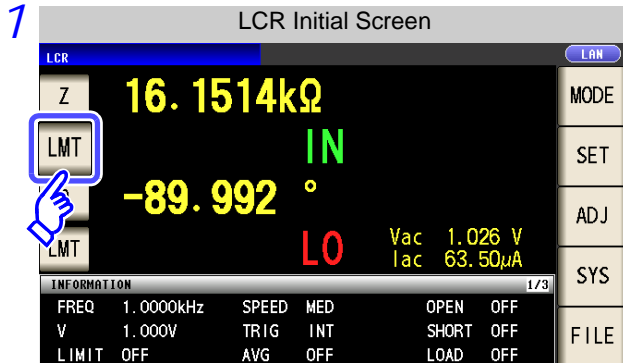 1
LCR Initial Screen
LCR
LAN
Z
16.1514kΩ
MODE
LMT
IN
SET
-89.992 °
ADJ
LMT
LO
Vac 1.026 V
Iac 63.50μA
SYS
INFORMATION 1/3
FREQ 1.0000kHz SPEED MED OPEN OFF
V 1.000V TRIG INT SHORT OFF
FILE
LIMIT OFF AVG OFF LOAD OFF